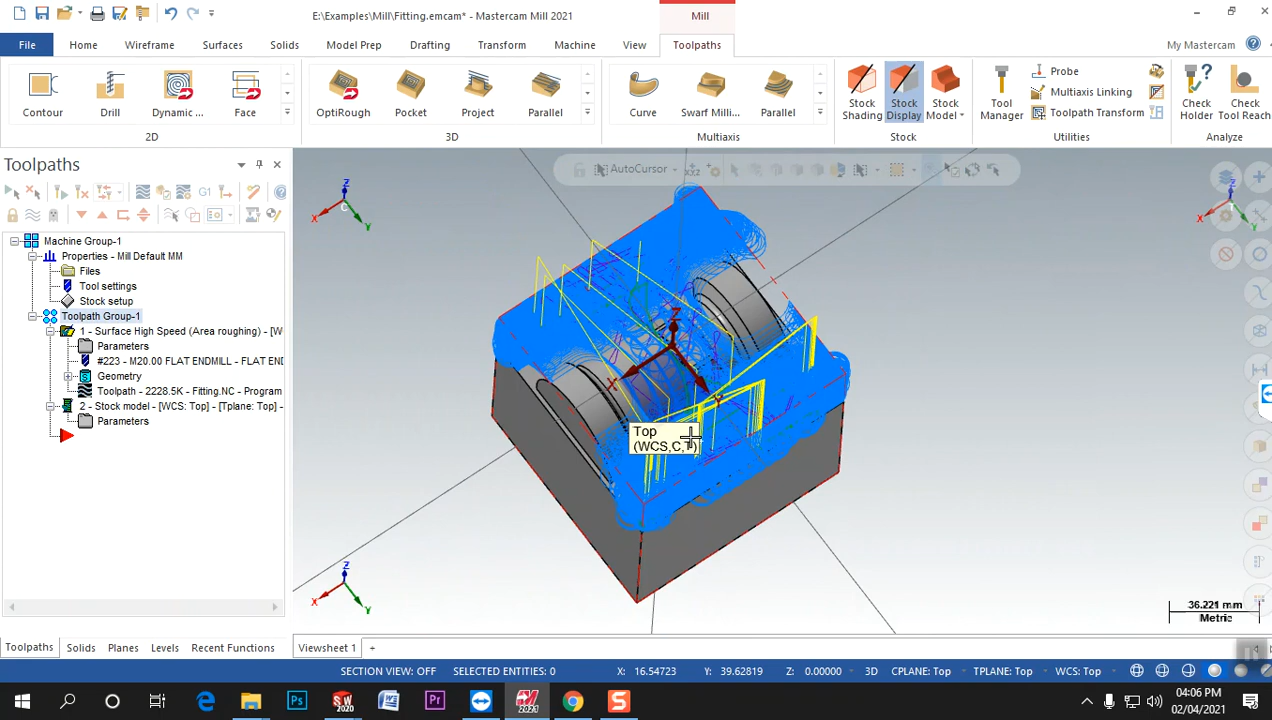 E:\Examples\Mill\Fitting.emcam* - Mastercam Mill 2021
Mill
File
Home
Wireframe
Surfaces
Solids
Model Prep
Drafting
Transform
Machine
View
Toolpaths
My Mastercam
Contour
Drill
Dynamic ...
Face
2D
OptiRough
Pocket
Project
Parallel
3D
Curve
Swarf Milli...
Parallel
Multiaxis
Stock
Shading
Stock
Display
Stock
Model
Stock
Tool
Manager
Probe
Multiaxis Linking
Toolpath Transform
Utilities
Check
Holder
Check
Tool Reach
Analyze
Toolpaths
G1
AutoCursor
Machine Group-1
Properties - Mill Default MM
Files
Tool settings
Stock setup
Toolpath Group-1
1 - Surface High Speed (Area roughing) - [W
Parameters
#223 - M20.00 FLAT ENDMILL - FLAT END
Geometry
Toolpath - 2228.5K - Fitting.NC - Program
2 - Stock model - [WCS: Top] - [Tplane: Top] -
Parameters
Z
X
Y
C
Z
X
Y
Z
X
Y
Top
(WCS,C,T)
Z
X
Y
36.221 mm
Metric
Toolpaths
Solids
Planes
Levels
Recent Functions
Viewsheet 1
+
SECTION VIEW: OFF
SELECTED ENTITIES: 0
X: 16.54723
Y: 39.62819
Z: 0.00000
3D
CPLANE: Top
TPLANE: Top
WCS: Top
Ps
SW
2020
W
Pr
2021
S
04:06 PM
02/04/2021